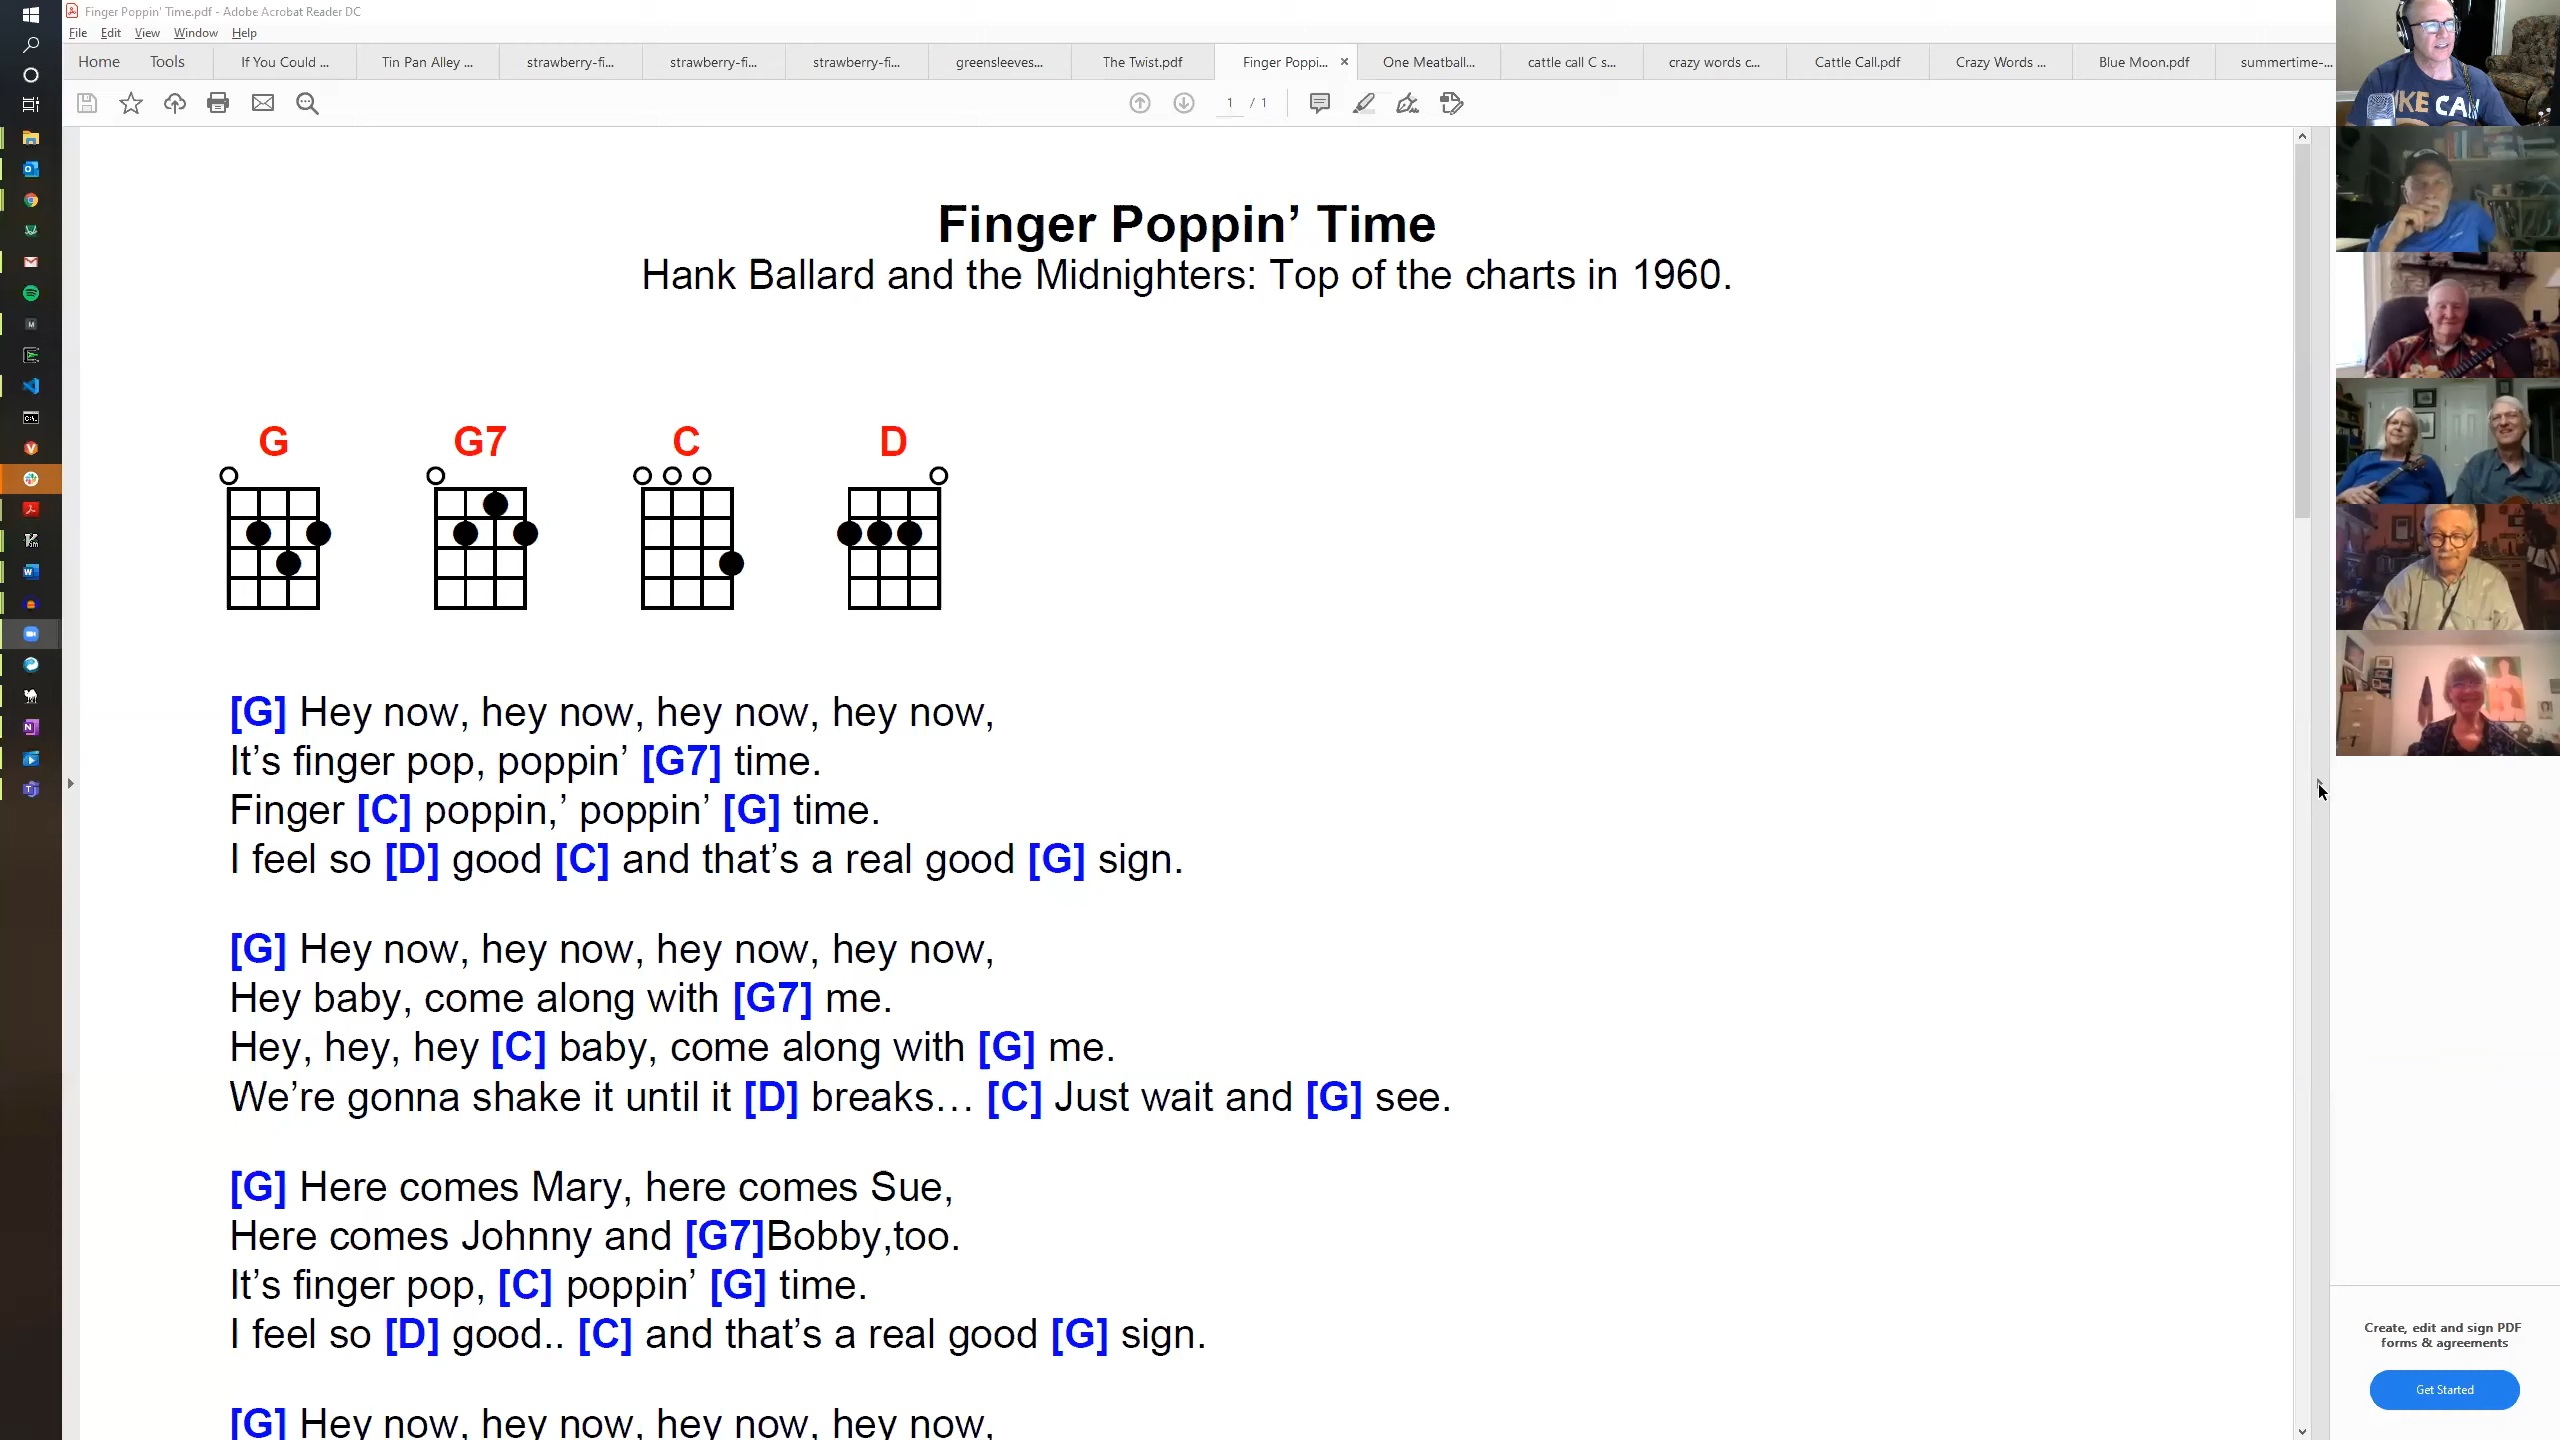 Finger Poppin' Time.pdf - Adobe Acrobat Reader DC
File Edit View Window Help
Home Tools If You Could ... Tin Pan Alley ... strawberry-fi... strawberry-fi... strawberry-fi... greensleeves... The Twist.pdf Finger Poppi... One Meatball... cattle call C s... crazy words c... Cattle Call.pdf Crazy Words ... Blue Moon.pdf summertime-...
1 / 1
Finger Poppin’ Time
Hank Ballard and the Midnighters: Top of the charts in 1960.
G G7 C D
[G] Hey now, hey now, hey now, hey now,
It’s finger pop, poppin’ [G7] time.
Finger [C] poppin,’ poppin’ [G] time.
I feel so [D] good [C] and that’s a real good [G] sign.
[G] Hey now, hey now, hey now, hey now,
Hey baby, come along with [G7] me.
Hey, hey, hey [C] baby, come along with [G] me.
We’re gonna shake it until it [D] breaks… [C] Just wait and [G] see.
[G] Here comes Mary, here comes Sue,
Here comes Johnny and [G7]Bobby,too.
It’s finger pop, [C] poppin’ [G] time.
I feel so [D] good.. [C] and that’s a real good [G] sign.
[G] Hey now, hey now, hey now, hey now,
Create, edit and sign PDF
forms & agreements
Get Started